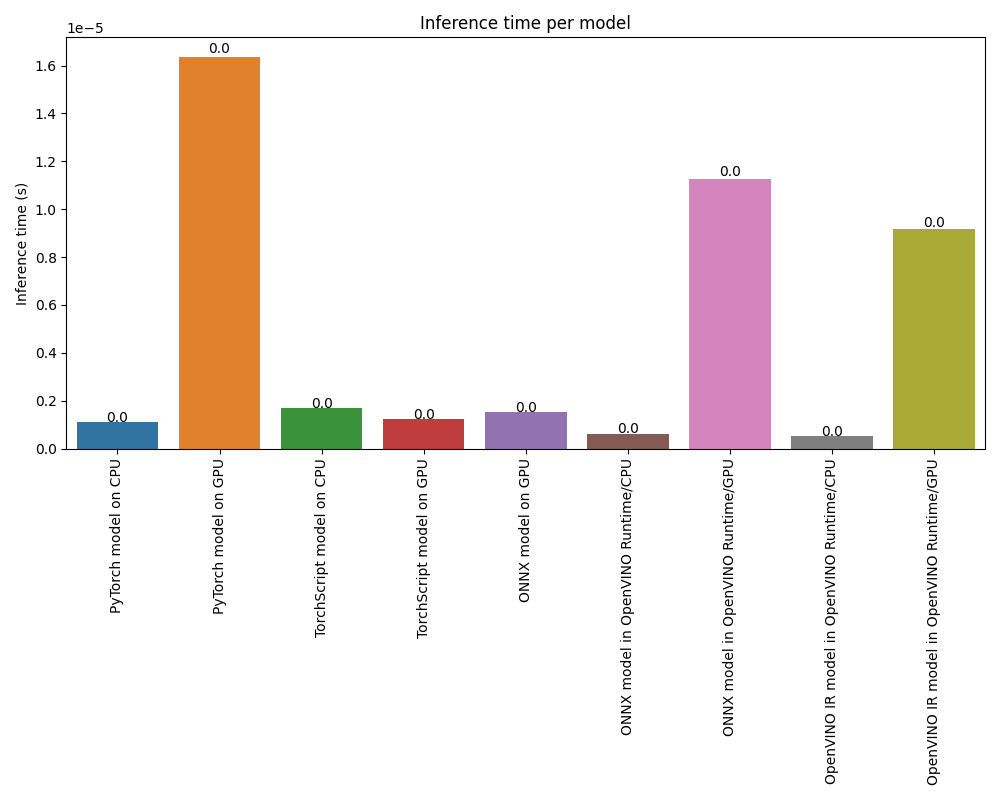 Inference time per model
1e−5
1.6
1.4
1.2
1.0
0.8
0.6
0.4
0.2
0.0
Inference time (s)
0.0
0.0
0.0
0.0
0.0
0.0
0.0
0.0
0.0
PyTorch model on CPU
PyTorch model on GPU
TorchScript model on CPU
TorchScript model on GPU
ONNX model on GPU
ONNX model in OpenVINO Runtime/CPU
ONNX model in OpenVINO Runtime/GPU
OpenVINO IR model in OpenVINO Runtime/CPU
OpenVINO IR model in OpenVINO Runtime/GPU